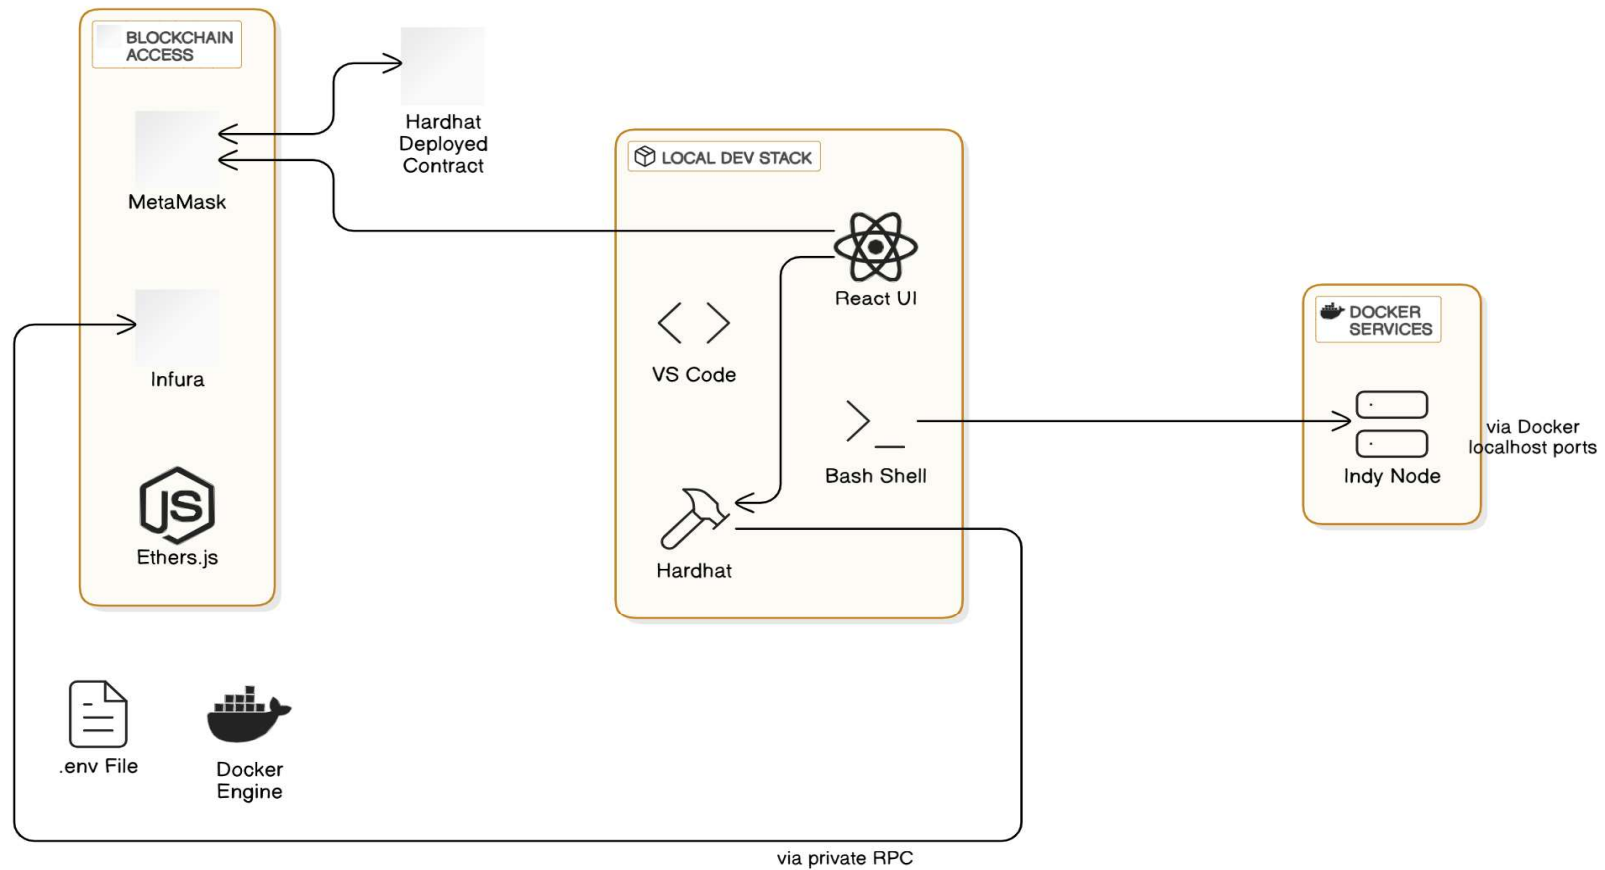 BLOCKCHAIN
ACCESS
MetaMask
Infura
JS
Ethers.js
Hardhat
Deployed
Contract
LOCAL DEV STACK
React UI
VS Code
Bash Shell
Hardhat
DOCKER
SERVICES
Indy Node
via Docker
localhost ports
.env File
Docker
Engine
via private RPC